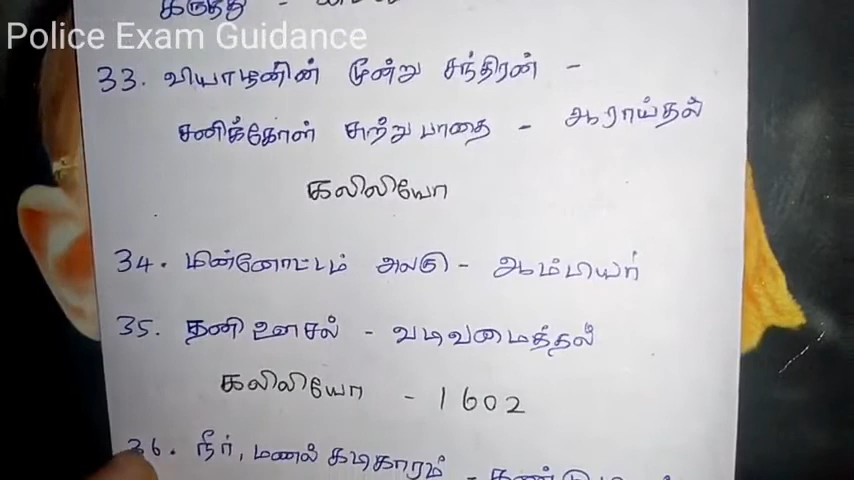 கருத்து -
Police Exam Guidance
33. வியாழனின் மூன்று சந்திரன் -
சனிக்கோள் சுற்று பாதை - ஆராய்தல்
கலிலியோ
34. மின்னோட்டம் அலகு - ஆம்பியர்
35. தனி ஊசல் - வடிவமைத்தல்
கலிலியோ - 1602
36. நீர், மணல் கடிகாரம் -